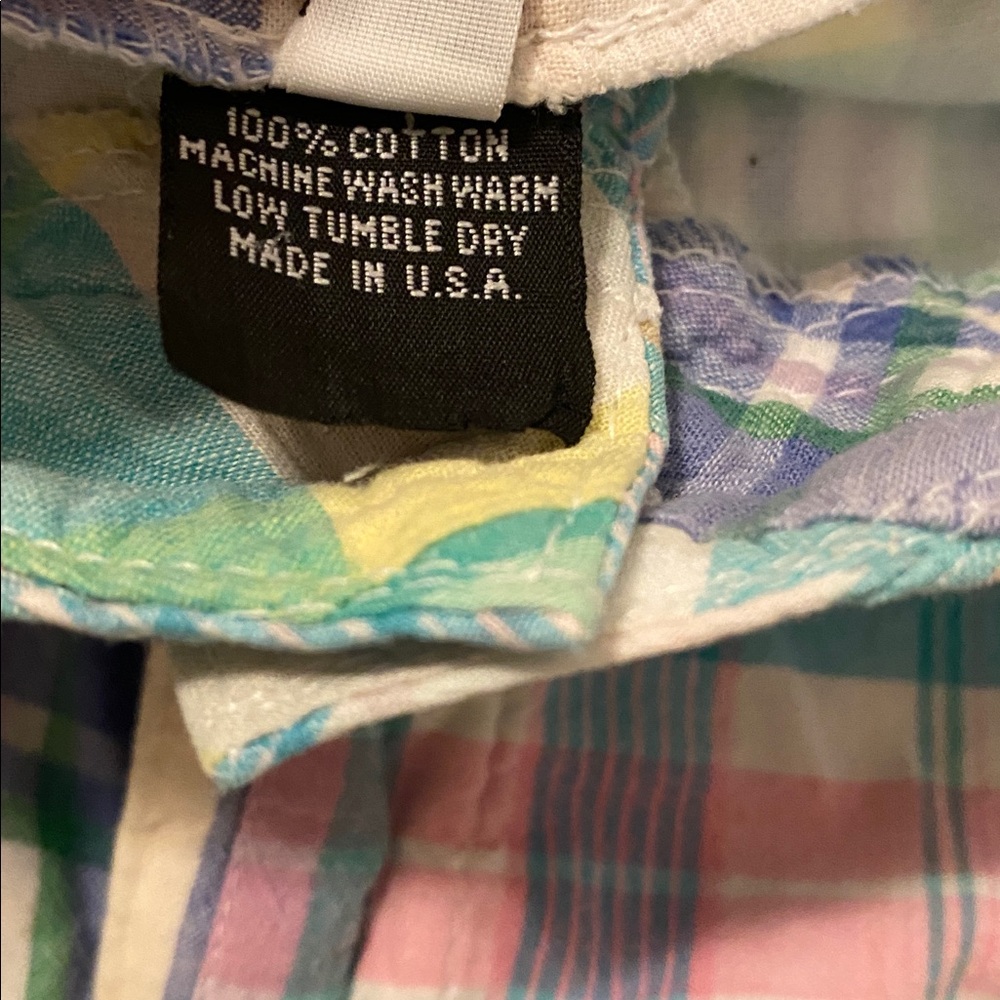 100% COTTON
MACHINE WASH WARM
LOW TUMBLE DRY
MADE IN U.S.A.